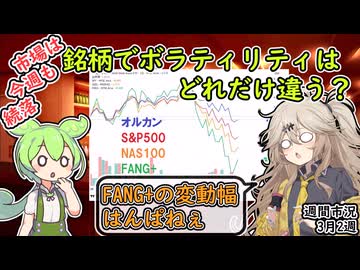 市場は
今週も
続落
銘柄でボラティリティは
どれだけ違う？
オルカン
S&P500
NAS100
FANG+
FANG+の変動幅
はんぱねぇ
週間市況
3月2週